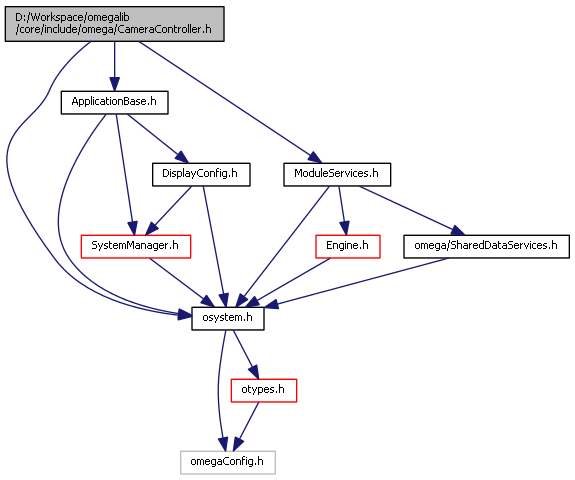 D:/Workspace/omegalib
/core/include/omega/CameraController.h
ApplicationBase.h
DisplayConfig.h
ModuleServices.h
SystemManager.h
Engine.h
omega/SharedDataServices.h
osystem.h
otypes.h
omegaConfig.h